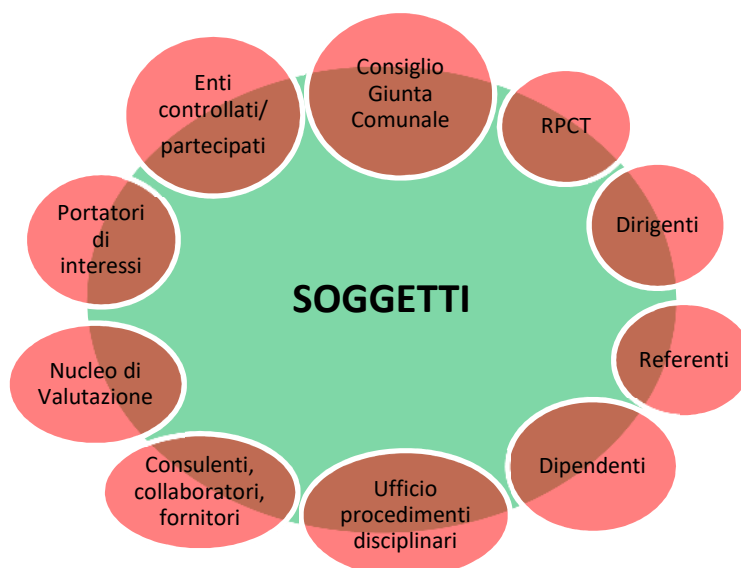 Consiglio
Giunta
Comunale
RPCT
Dirigenti
Referenti
Dipendenti
Ufficio
procedimenti
disciplinari
Consulenti,
collaboratori,
fornitori
Nucleo di
Valutazione
Portatori
di
interessi
Enti
controllati/
partecipati
SOGGETTI